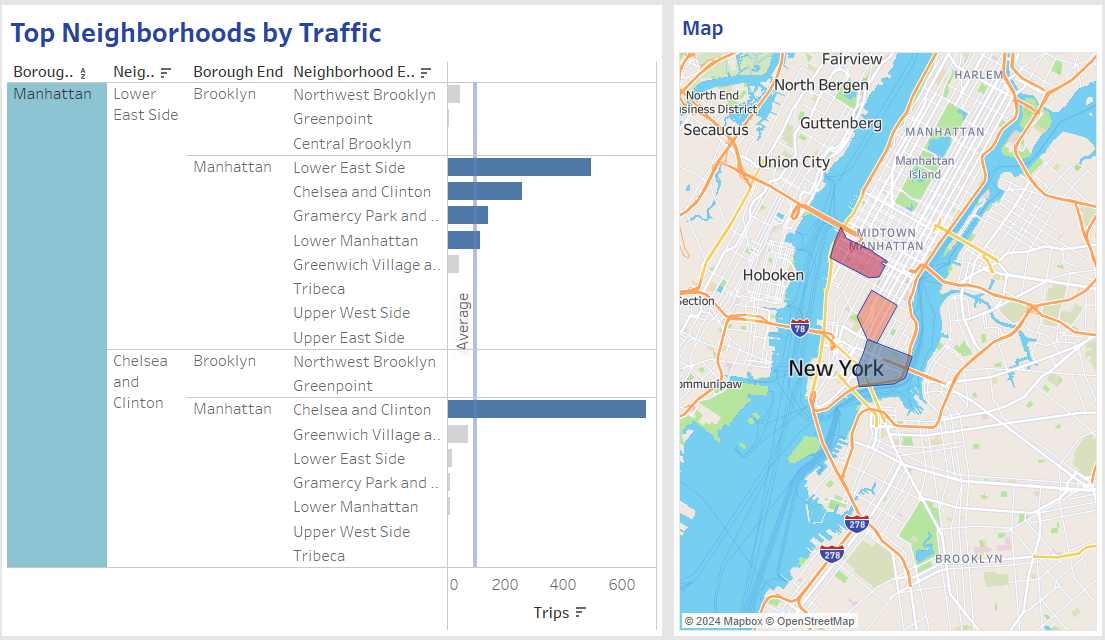 Top Neighborhoods by Traffic
Boroug.. Neig.. Borough End Neighborhood E..
Manhattan Lower East Side Brooklyn Northwest Brooklyn
Greenpoint
Central Brooklyn
Manhattan Lower East Side
Chelsea and Clinton
Gramercy Park and ..
Lower Manhattan
Greenwich Village a..
Tribeca
Upper West Side
Upper East Side
Average
Chelsea and Clinton Brooklyn Northwest Brooklyn
Greenpoint
Manhattan Chelsea and Clinton
Greenwich Village a..
Lower East Side
Gramercy Park and ..
Lower Manhattan
Upper West Side
Tribeca
0 200 400 600
Trips
Map
Fairview
HARLEM
North Bergen
North End
usiness District
Guttenberg
Secaucus
MANHATTAN
Union City
Manhattan
Island
MIDTOWN
MANHATTAN
Hoboken
Section
78
New York
ommunipaw
278
278
BROOKLYN
© 2024 Mapbox © OpenStreetMap